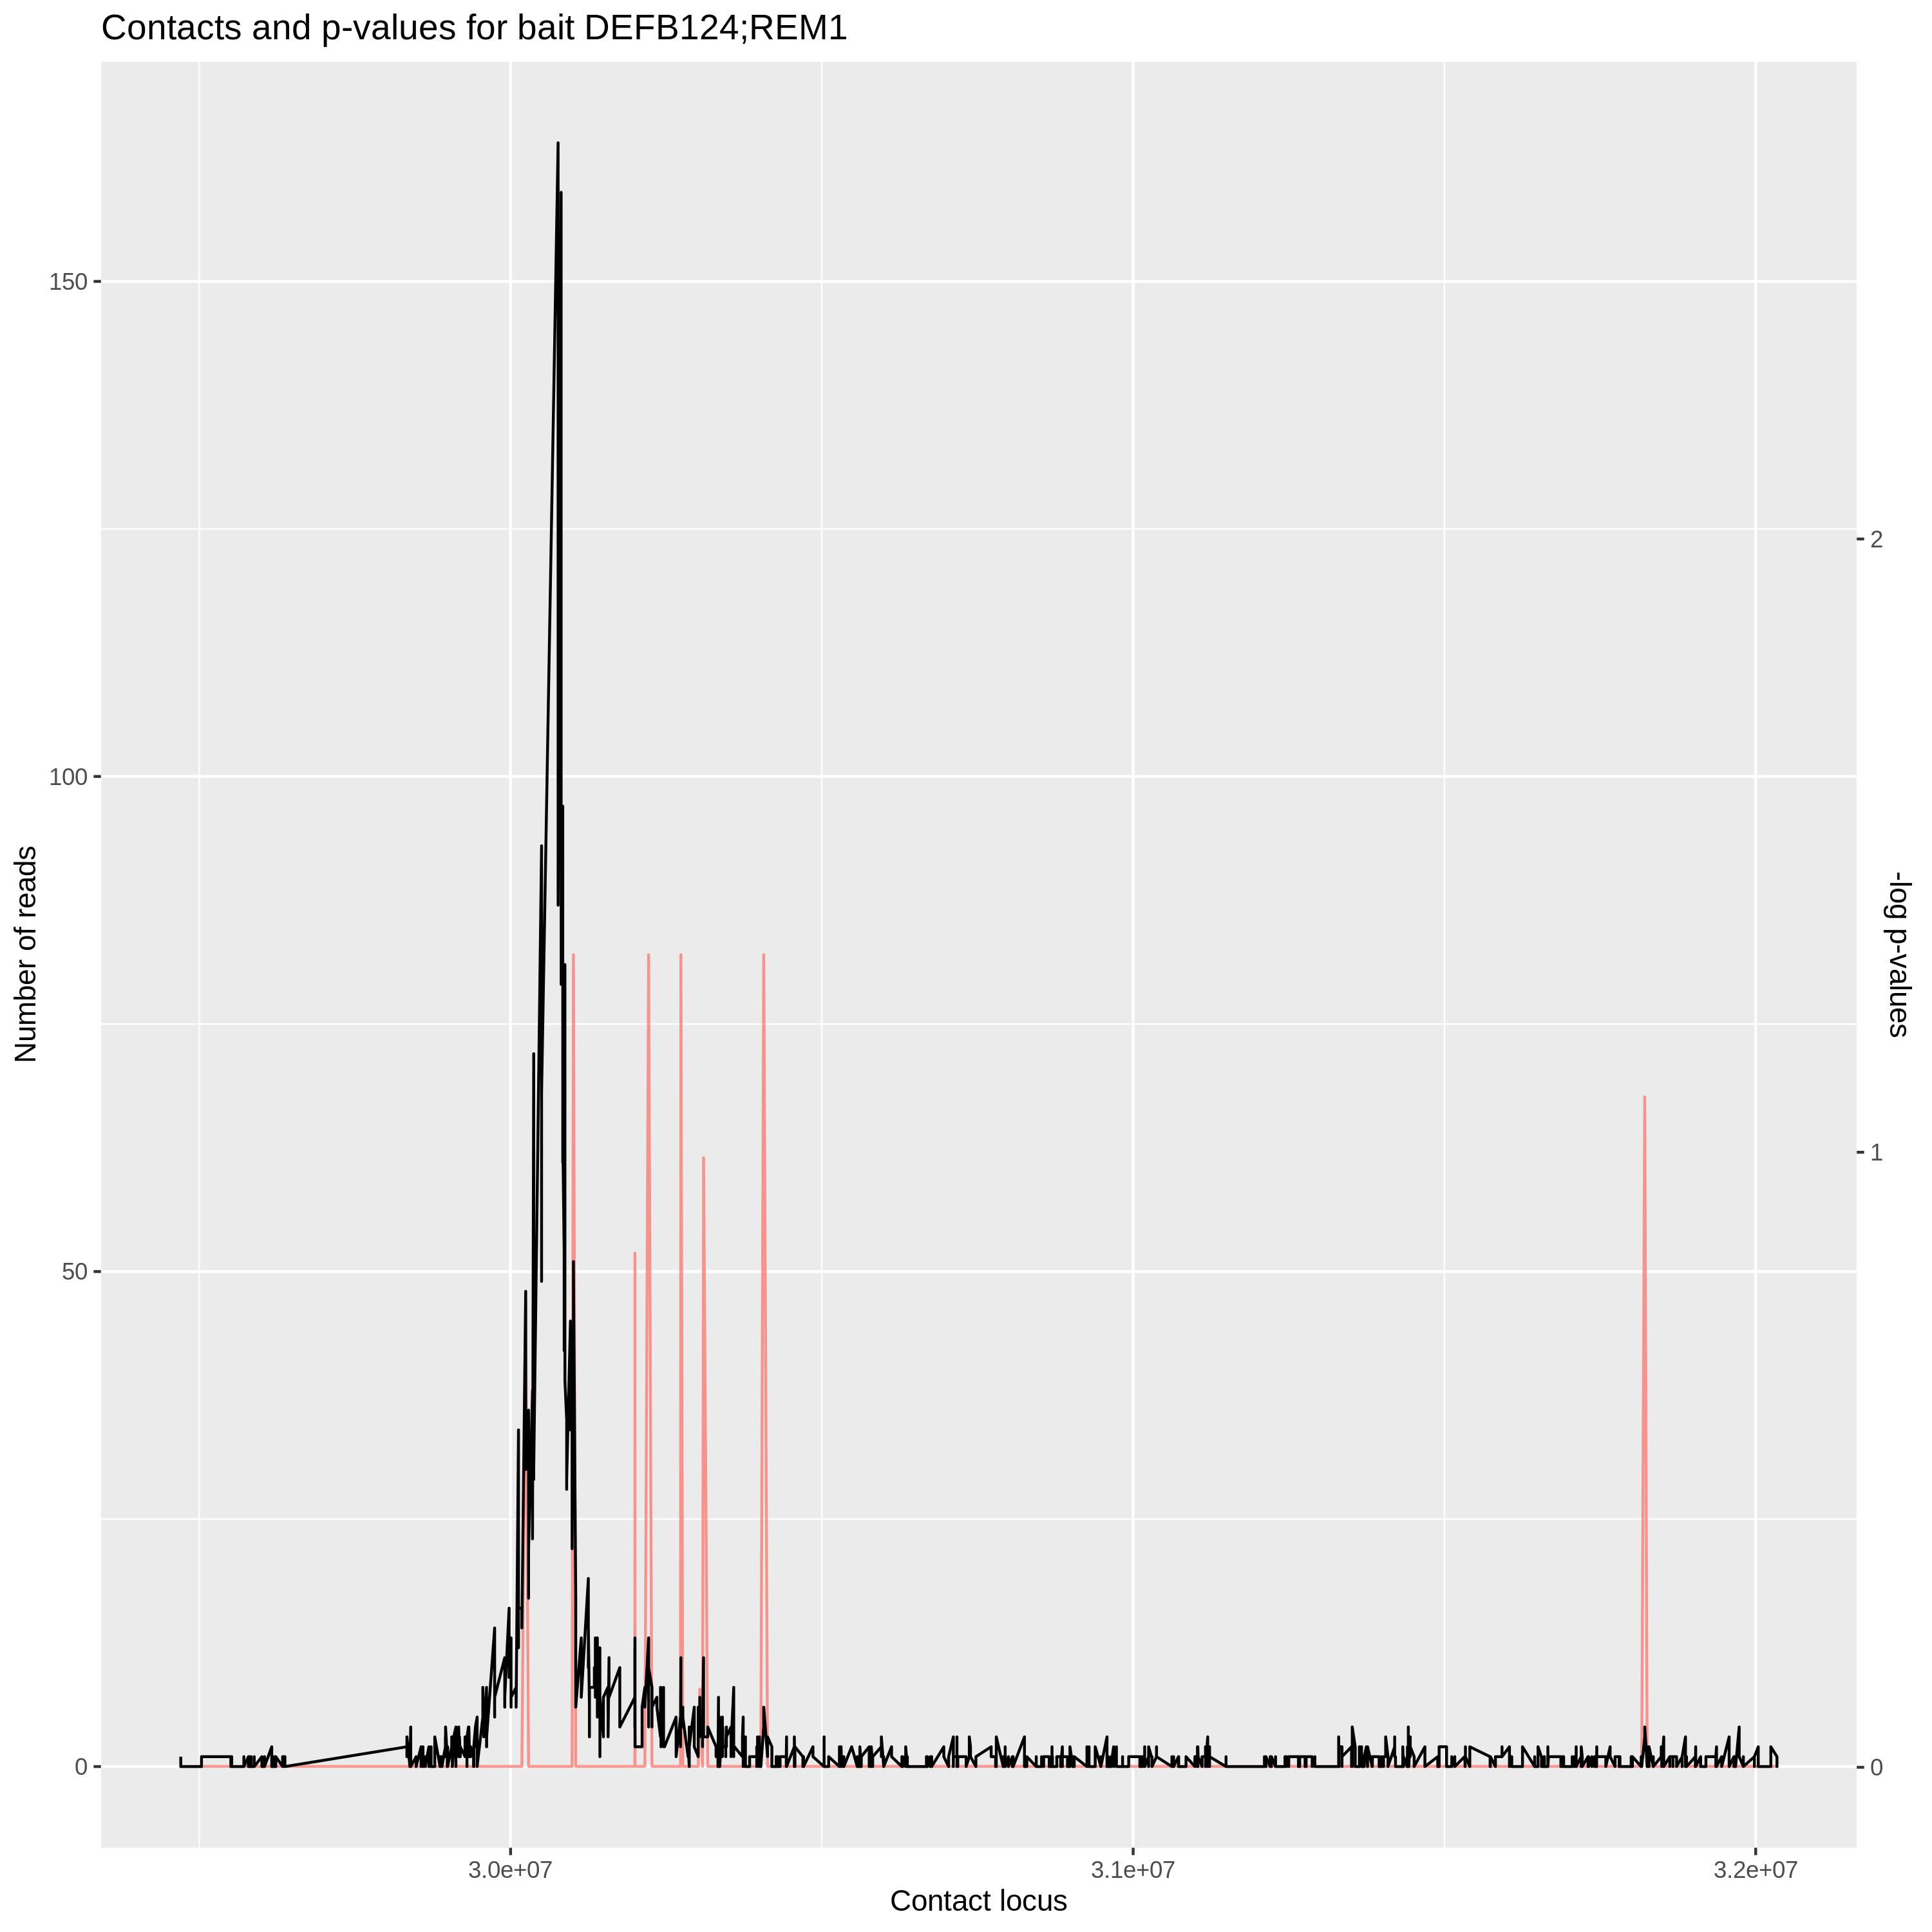 Contacts and p-values for bait DEFB124;REM1
150
100
50
0
Number of reads
2
1
0
-log p-values
3.0e+07
3.1e+07
3.2e+07
Contact locus